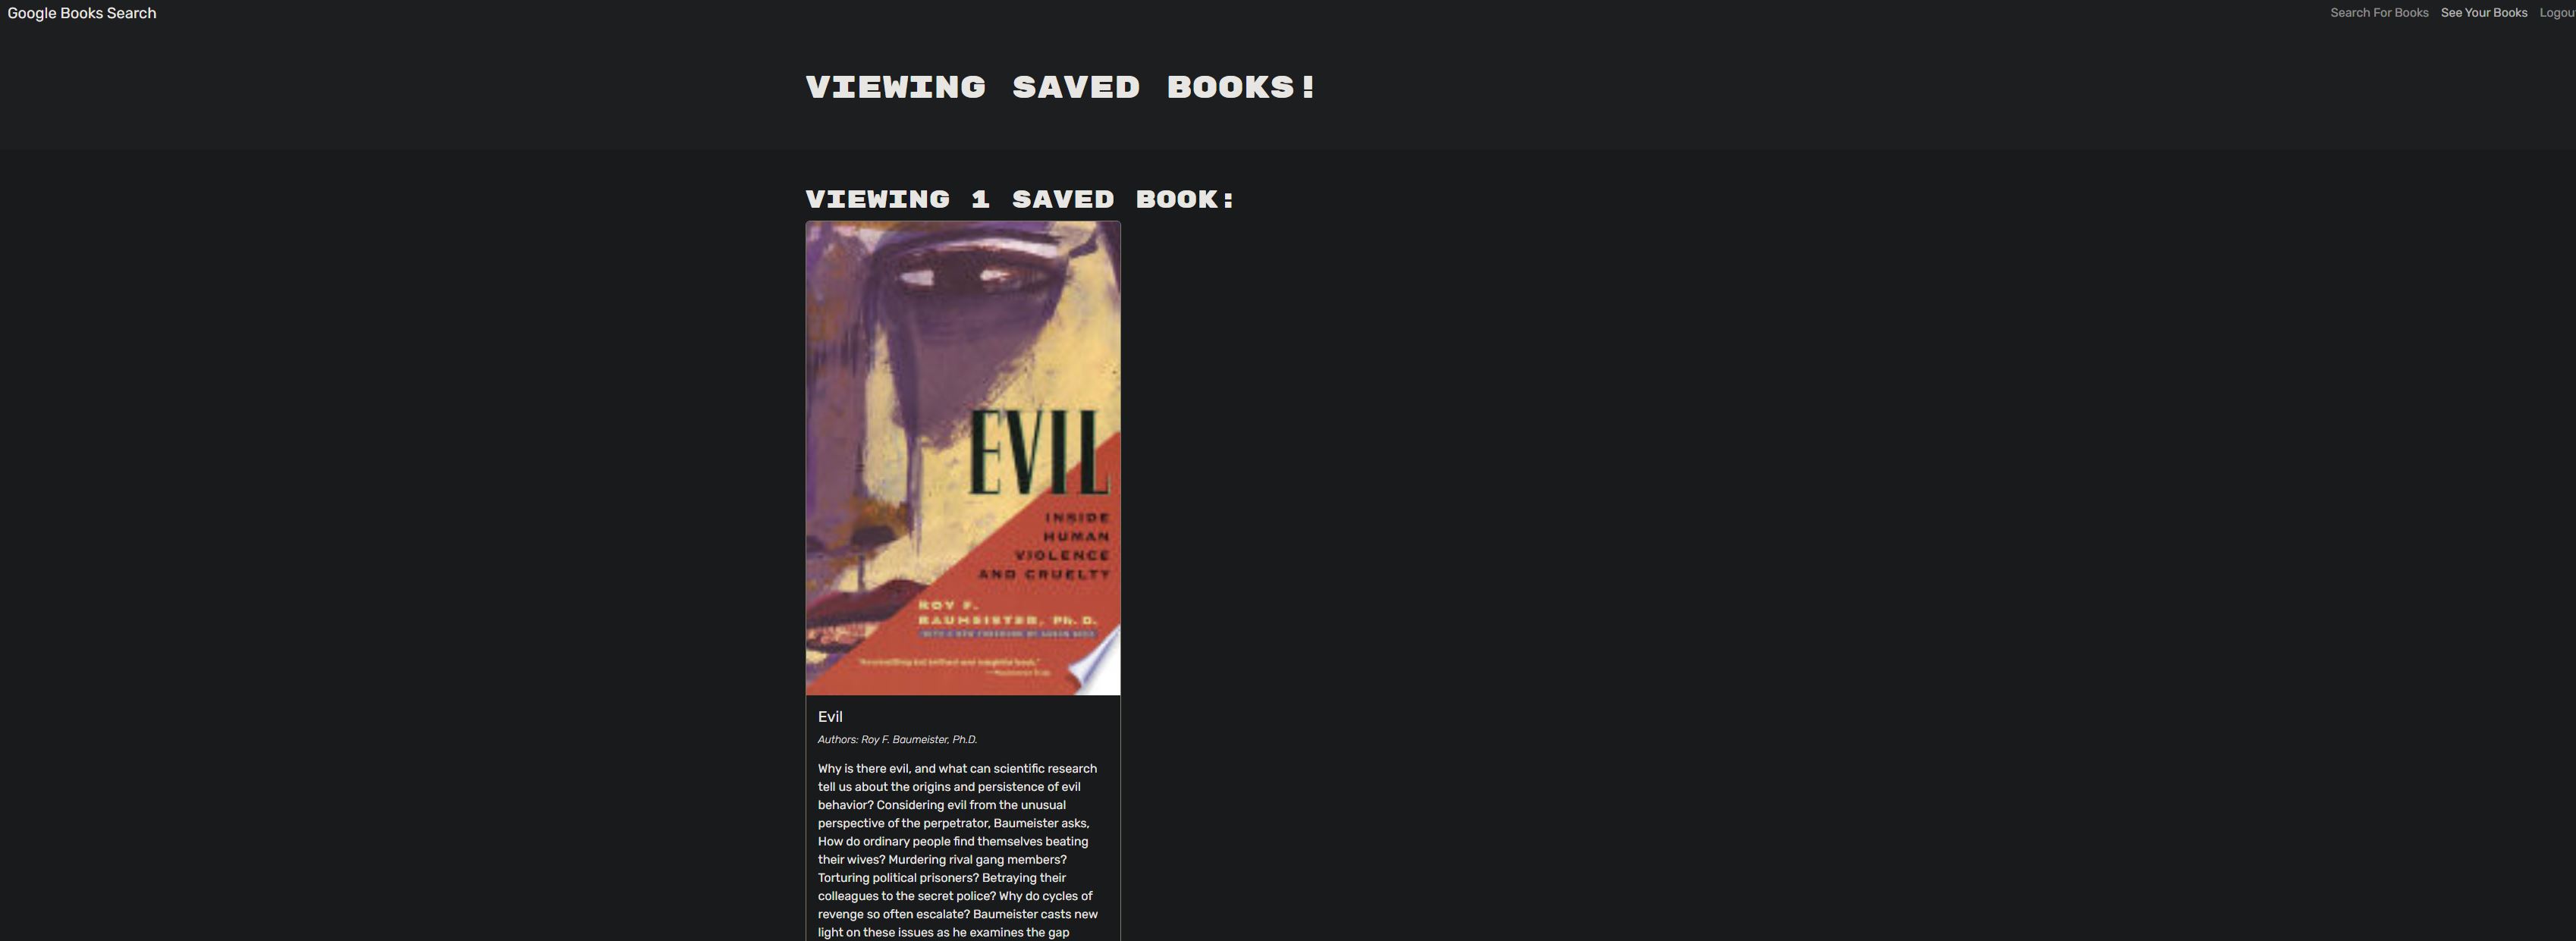 Google Books Search
Search For Books See Your Books Logou
VIEWING SAVED BOOKS!
VIEWING 1 SAVED BOOK:
EVIL
INSIDE
HUMAN
VIOLENCE
AND CRUELTY
ROY F.
BAUMEISTER, Ph.D.
Evil
Authors: Roy F. Baumeister, Ph.D.
Why is there evil, and what can scientific research
tell us about the origins and persistence of evil
behavior? Considering evil from the unusual
perspective of the perpetrator, Baumeister asks,
How do ordinary people find themselves beating
their wives? Murdering rival gang members?
Torturing political prisoners? Betraying their
colleagues to the secret police? Why do cycles of
revenge so often escalate? Baumeister casts new
light on these issues as he examines the gap